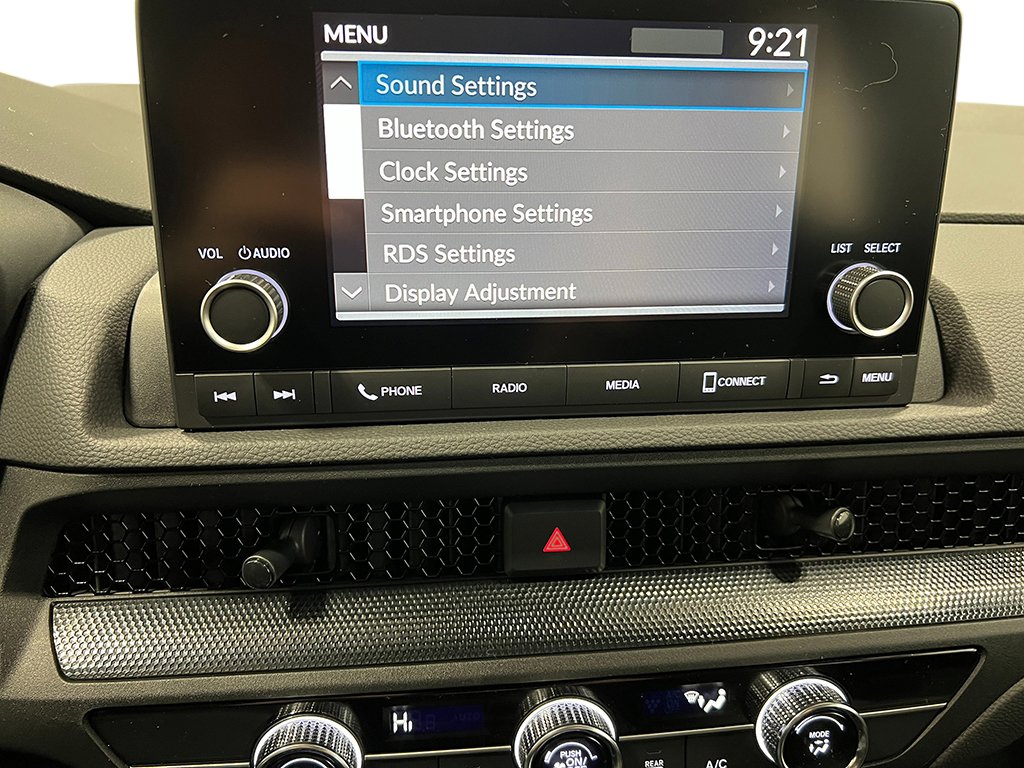 MENU 9:21
Sound Settings
Bluetooth Settings
Clock Settings
Smartphone Settings
RDS Settings
Display Adjustment
VOL AUDIO
LIST SELECT
PHONE RADIO MEDIA CONNECT MENU
HI
PUSH
ON/
MODE
REAR A/C